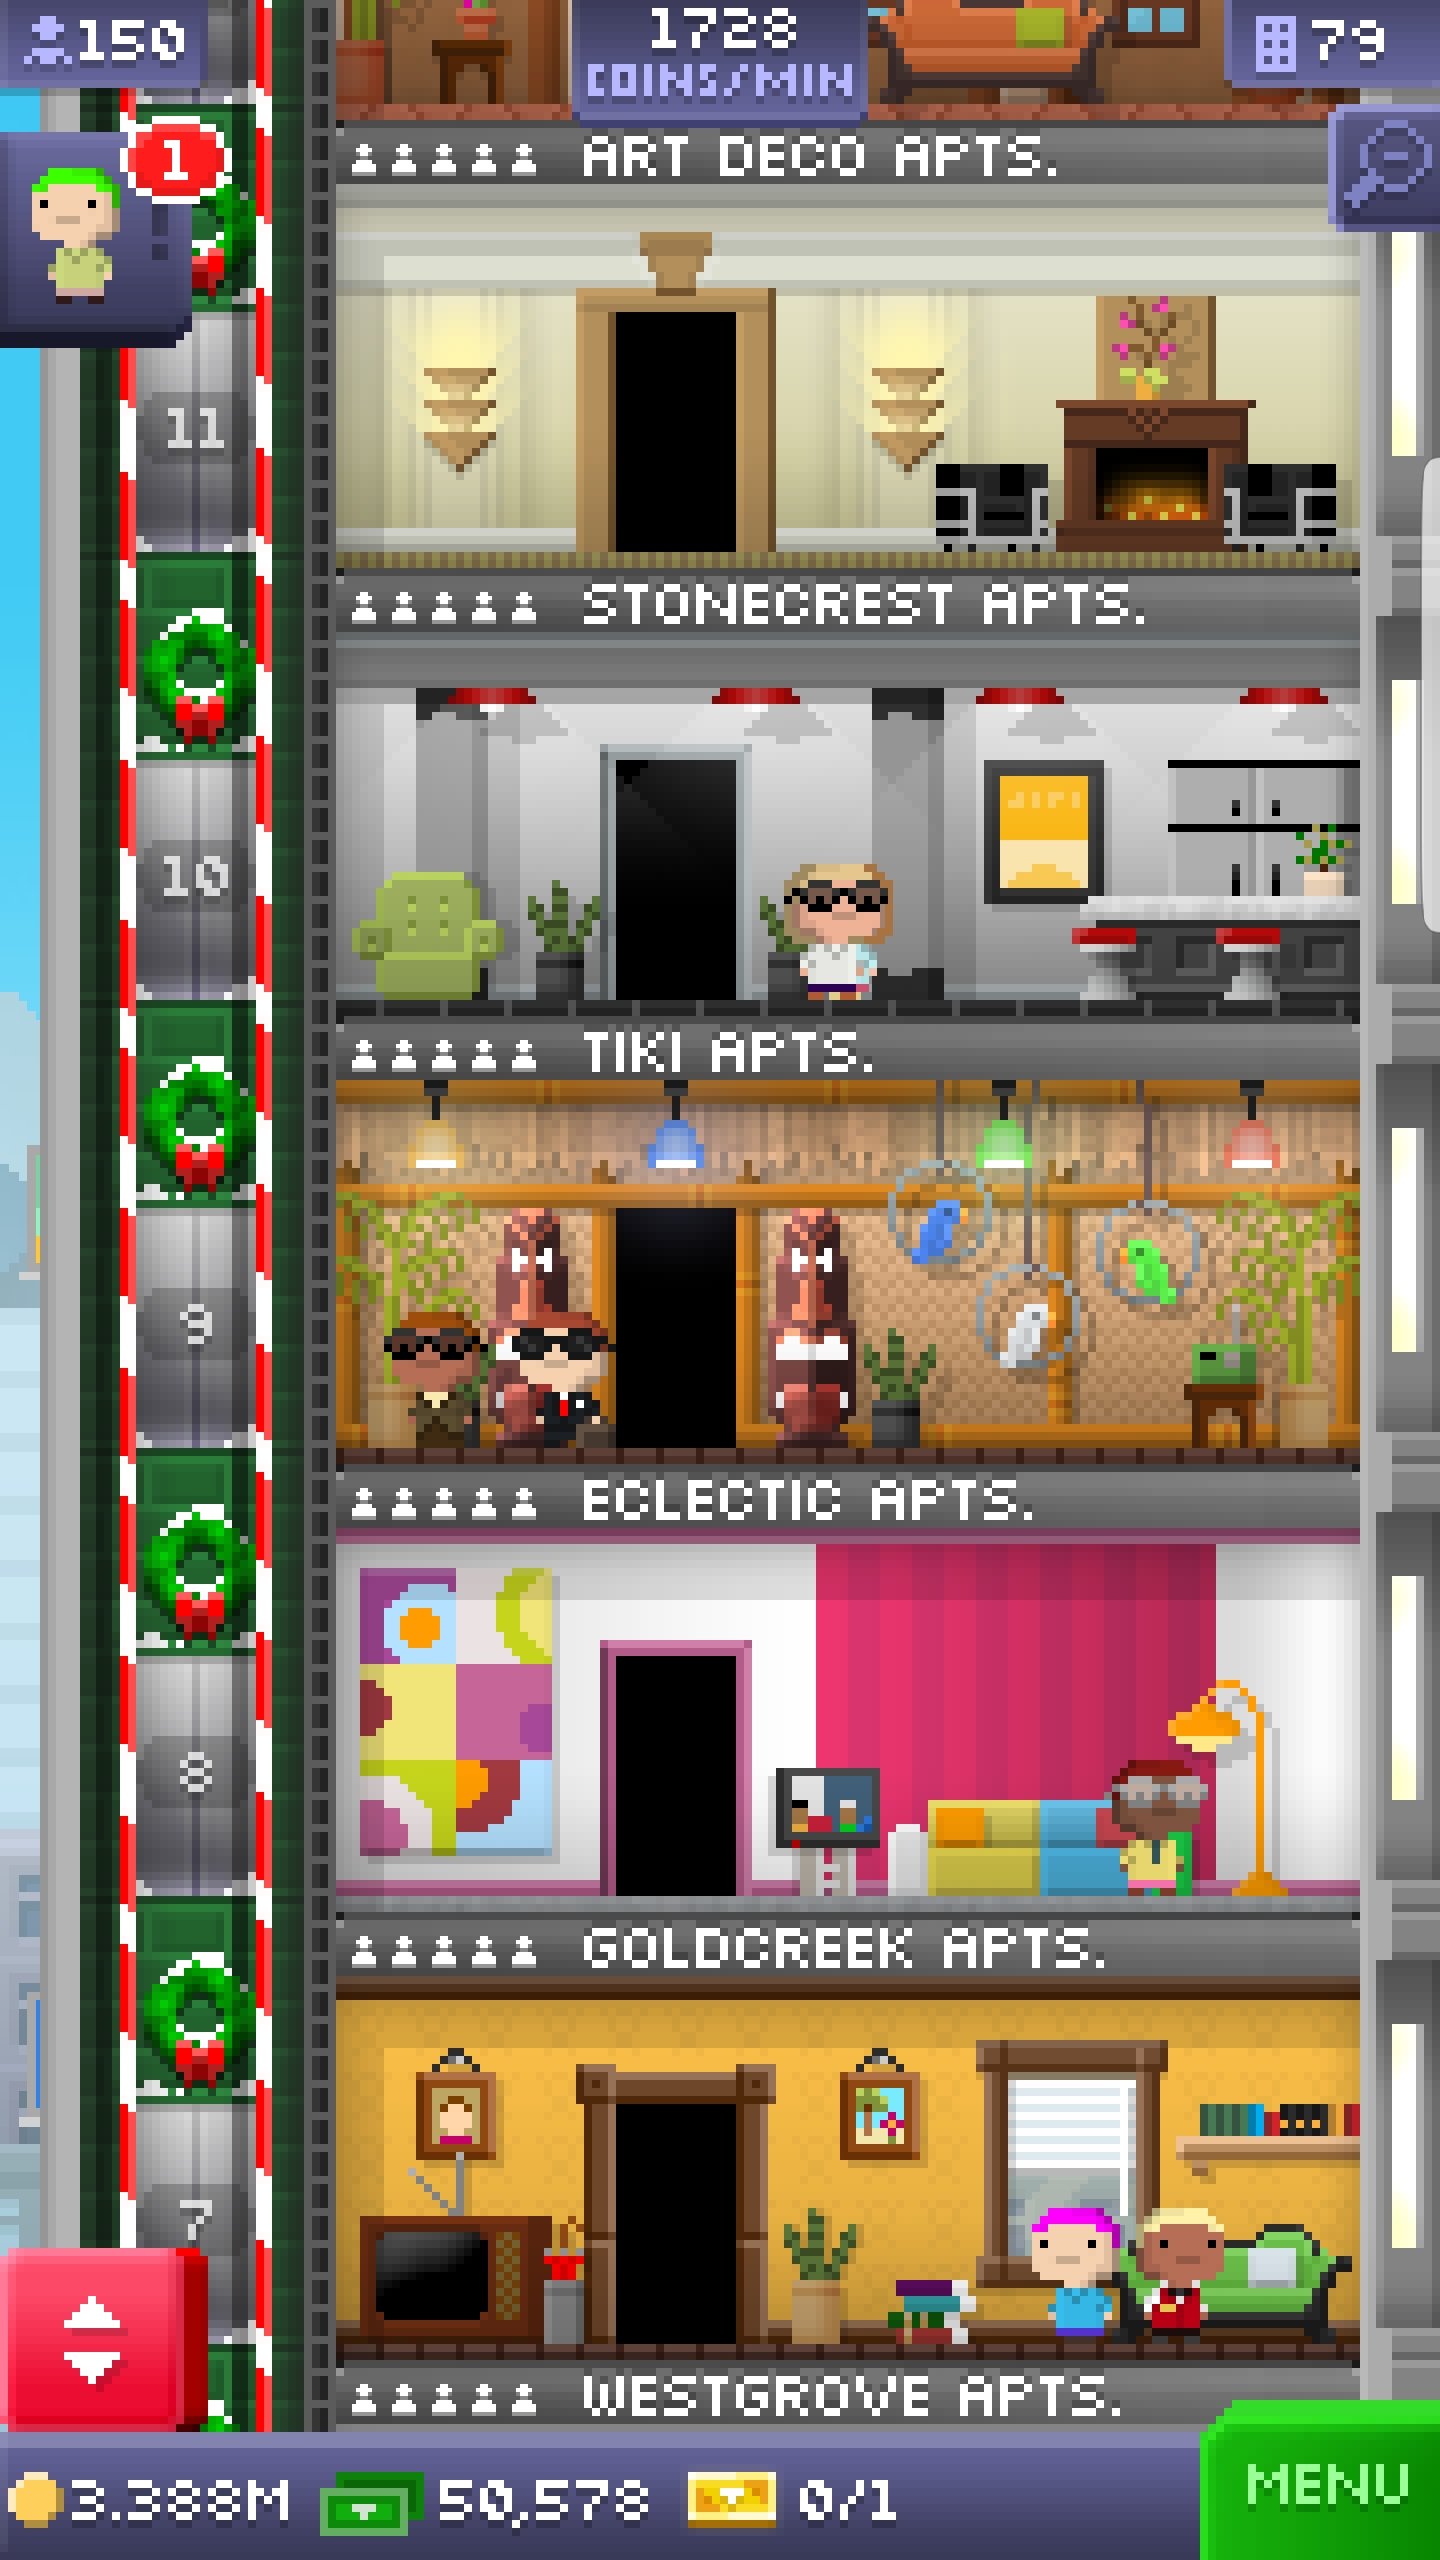 150
1728
COINS/MIN
79
1
ART DECO APTS.
11
STONECREST APTS.
10
TIKI APTS.
9
ECLECTIC APTS.
8
GOLDCREEK APTS.
7
WESTGROVE APTS.
3.388M
50,578
0/1
MENU